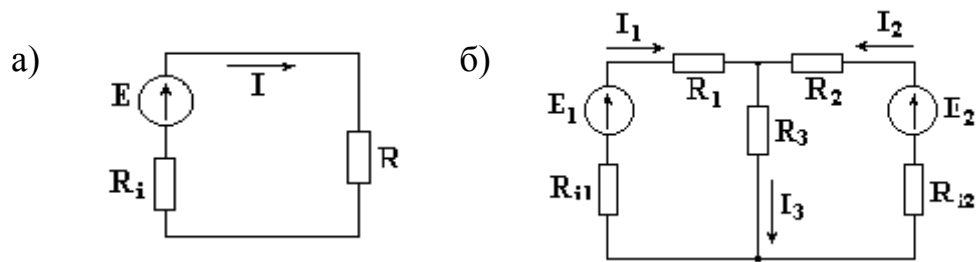 а)
E
I
R
Rᵢ
б)
I₁
I₂
R₁
R₂
E₁
E₂
R₃
Rᵢ₁
Rᵢ₂
I₃